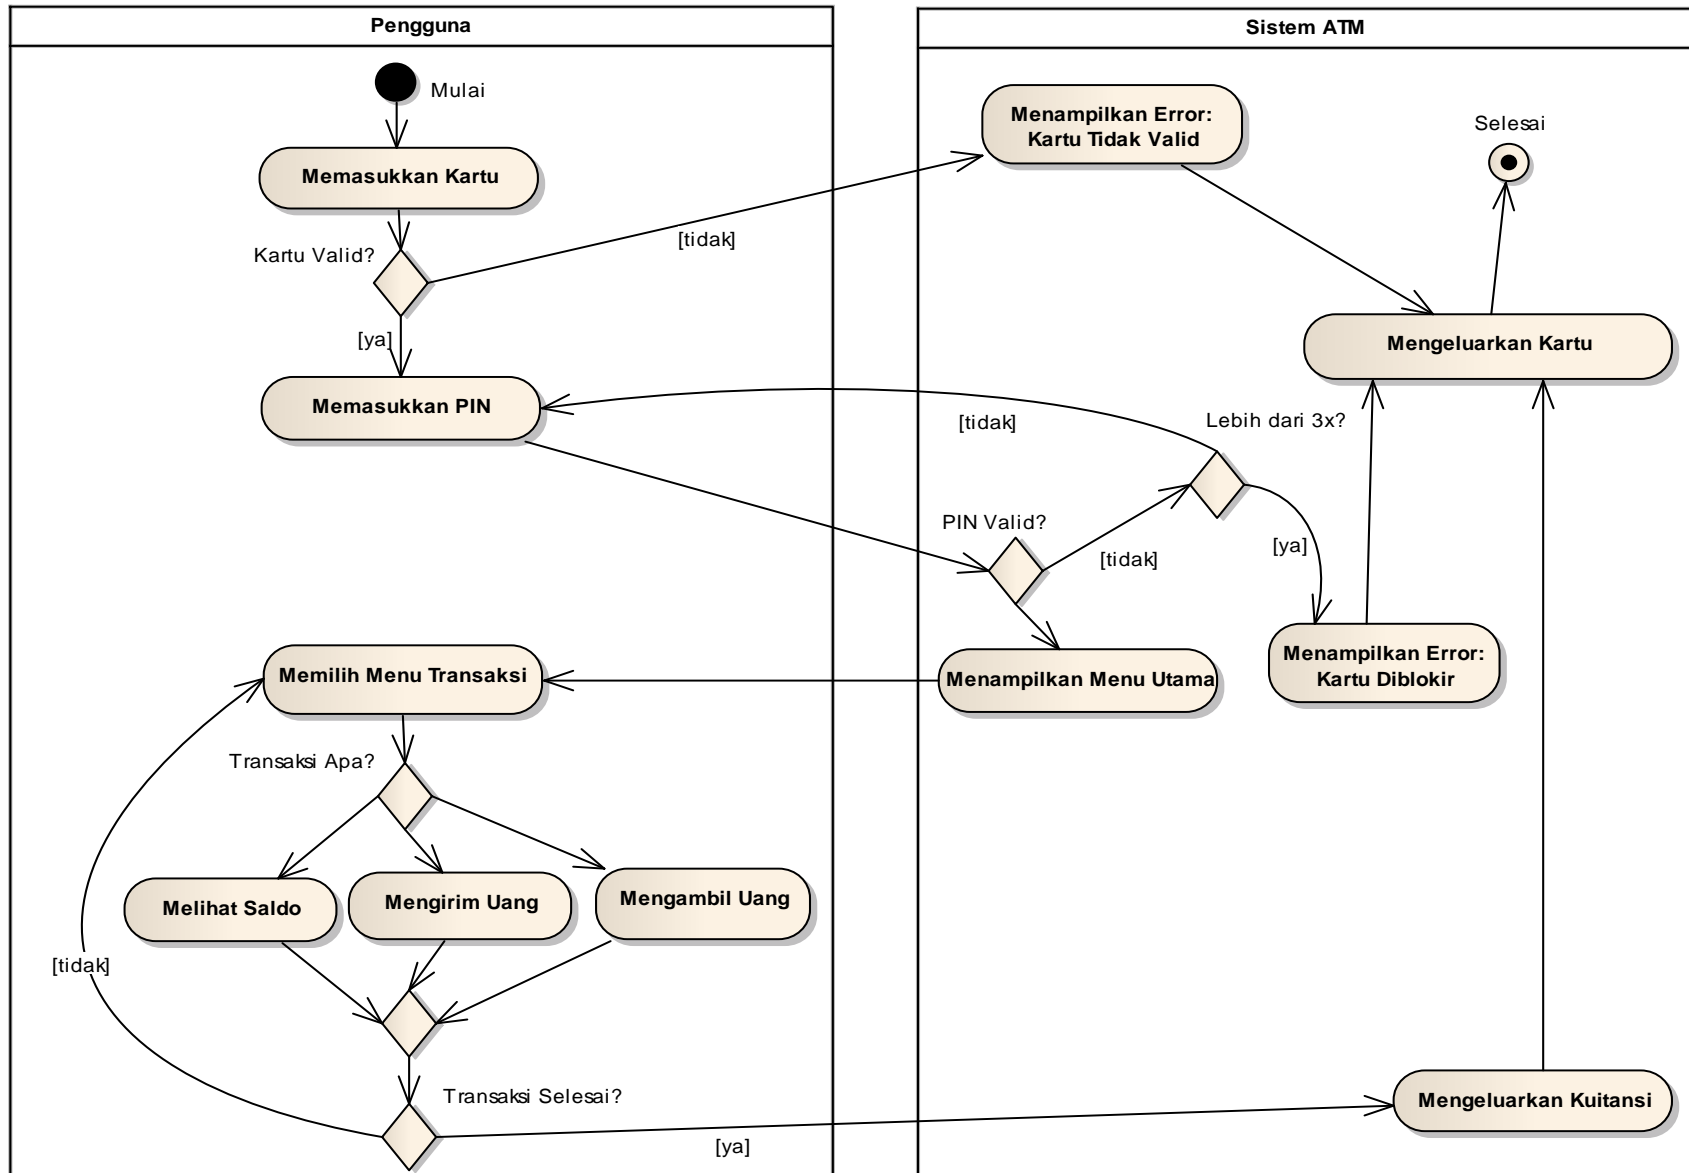 Pengguna
Sistem ATM
Mulai
Memasukkan Kartu
Kartu Valid?
[tidak]
[ya]
Memasukkan PIN
Menampilkan Error:
Kartu Tidak Valid
Selesai
Mengeluarkan Kartu
[tidak]
Lebih dari 3x?
PIN Valid?
[tidak]
[ya]
Menampilkan Menu Utama
Menampilkan Error:
Kartu Diblokir
Memilih Menu Transaksi
Transaksi Apa?
Melihat Saldo
Mengirim Uang
Mengambil Uang
[tidak]
Transaksi Selesai?
[ya]
Mengeluarkan Kuitansi